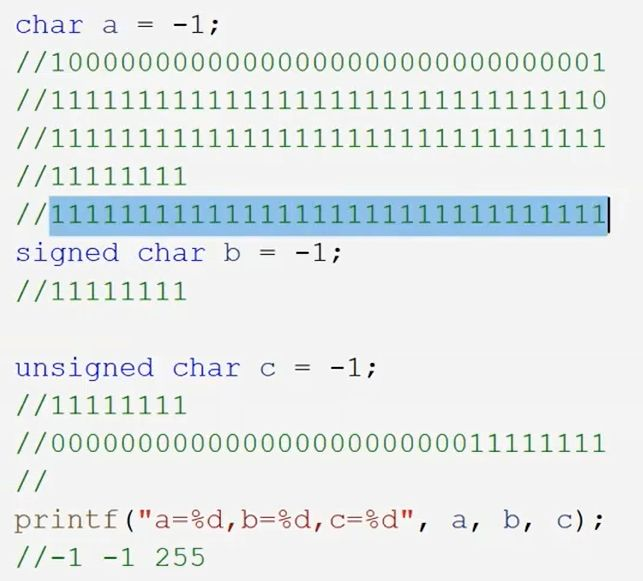 char a = -1;
//10000000000000000000000000000001
//11111111111111111111111111111110
//11111111111111111111111111111111
//11111111
//11111111111111111111111111111111
signed char b = -1;
//11111111
unsigned char c = -1;
//11111111
//00000000000000000000000011111111
//
printf("a=%d,b=%d,c=%d", a, b, c);
//-1 -1 255